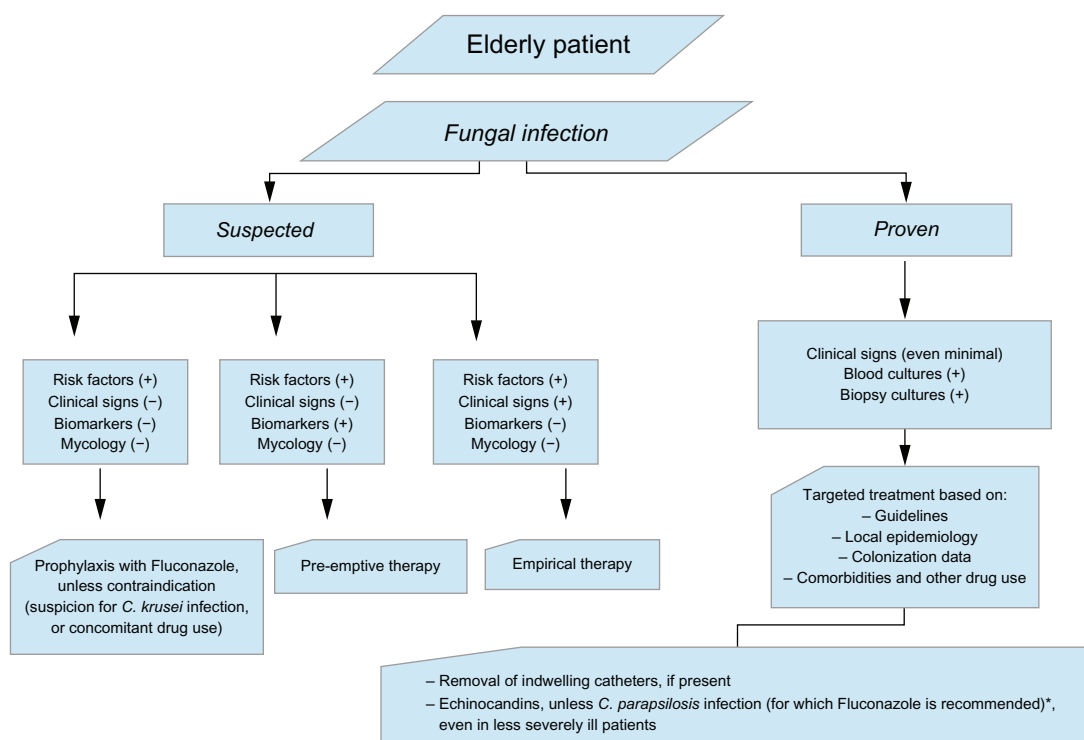 Elderly patient
Fungal infection
Suspected
Proven
Risk factors (+)
Clinical signs (−)
Biomarkers (−)
Mycology (−)
Risk factors (+)
Clinical signs (−)
Biomarkers (+)
Mycology (−)
Risk factors (+)
Clinical signs (+)
Biomarkers (−)
Mycology (−)
Clinical signs (even minimal)
Blood cultures (+)
Biopsy cultures (+)
Prophylaxis with Fluconazole,
unless contraindication
(suspicion for C. krusei infection,
or concomitant drug use)
Pre-emptive therapy
Empirical therapy
Targeted treatment based on:
– Guidelines
– Local epidemiology
– Colonization data
– Comorbidities and other drug use
– Removal of indwelling catheters, if present
– Echinocandins, unless C. parapsilosis infection (for which Fluconazole is recommended)*,
even in less severely ill patients